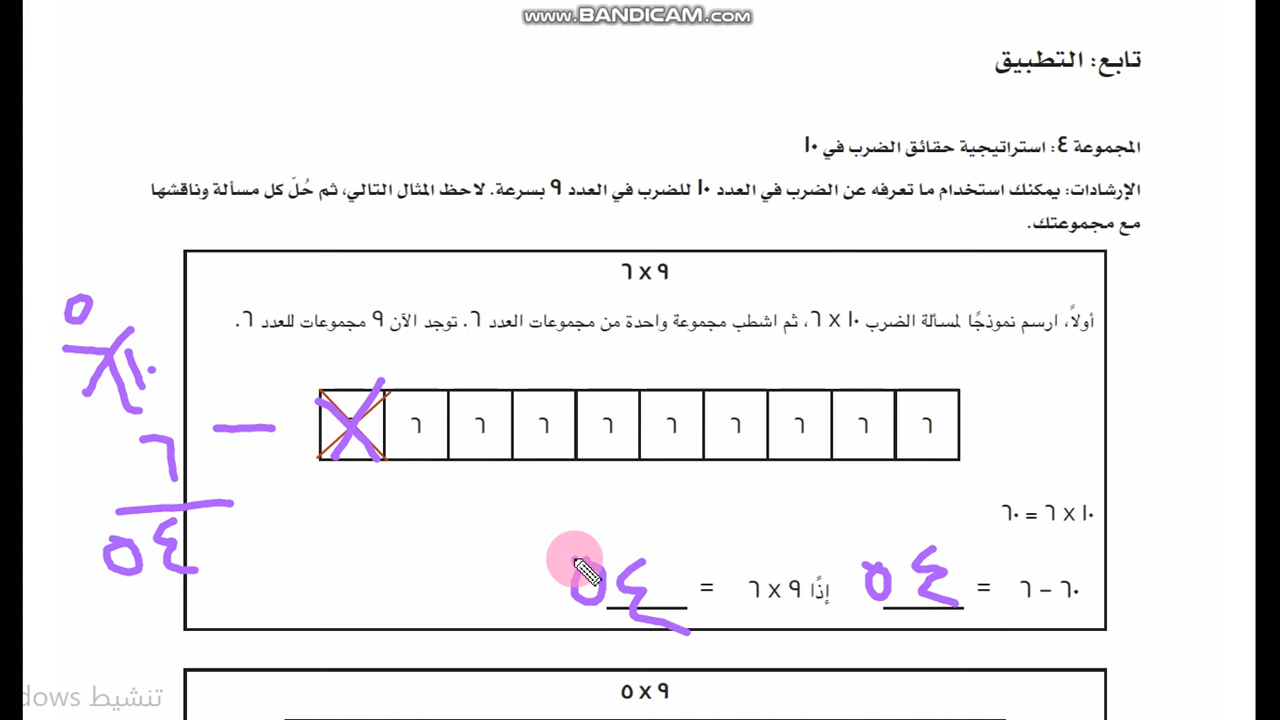 www.BANDICAM.com
تابع: التطبيق
المجموعة ٤: استراتيجية حقائق الضرب في ١٠
الإرشادات: يمكنك استخدام ما تعرفه عن الضرب في العدد ١٠ للضرب في العدد ٩ بسرعة. لاحظ المثال التالي، ثم حُلّ كل مسألة وناقشها
مع مجموعتك.
٩ x ٦
أولاً، ارسم نموذجًا لمسألة الضرب ١٠ x ٦، ثم اشطب مجموعة واحدة من مجموعات العدد ٦. توجد الآن ٩ مجموعات للعدد ٦.
٦ ٦ ٦ ٦ ٦ ٦ ٦ ٦ ٦
١٠ x ٦ = ٦٠
٦٠ – ٦ = ٥٤ إذًا ٩ x ٦ = ٥٤
٥
١٠
٦ –
٥٤
٩ x ٥
تنشيط dows